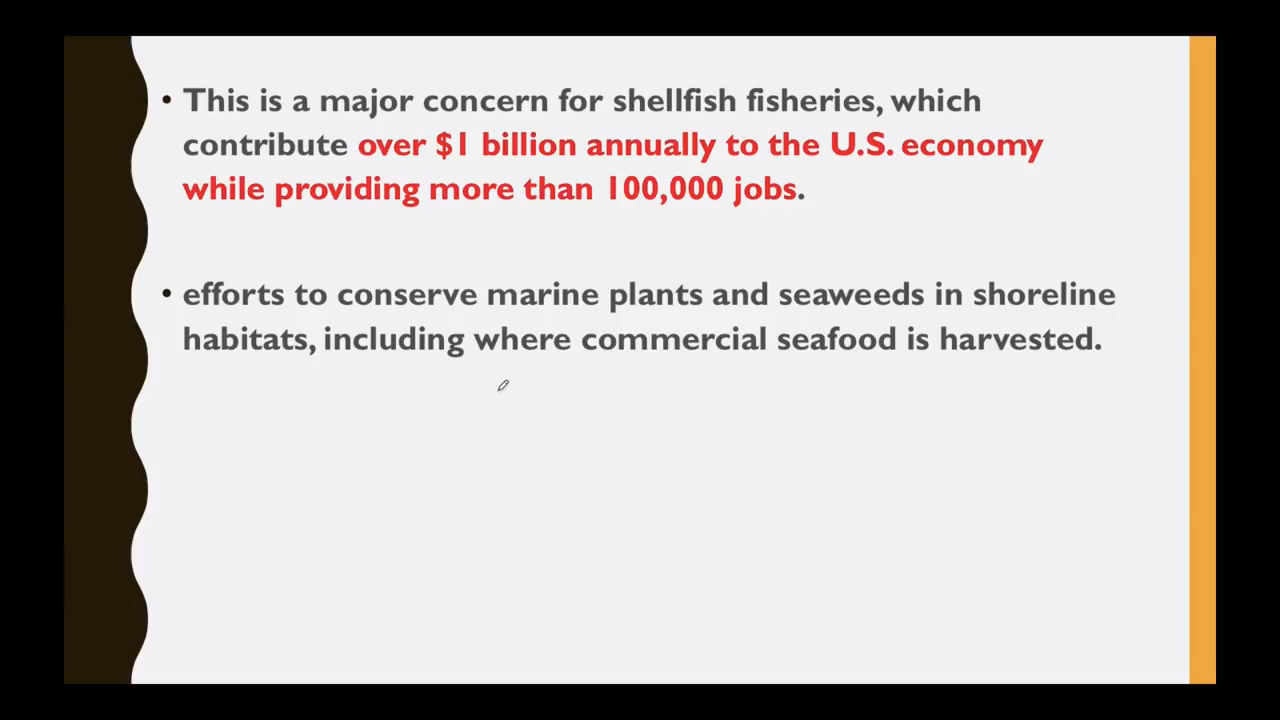 • This is a major concern for shellfish fisheries, which
contribute over $1 billion annually to the U.S. economy
while providing more than 100,000 jobs.
• efforts to conserve marine plants and seaweeds in shoreline
habitats, including where commercial seafood is harvested.